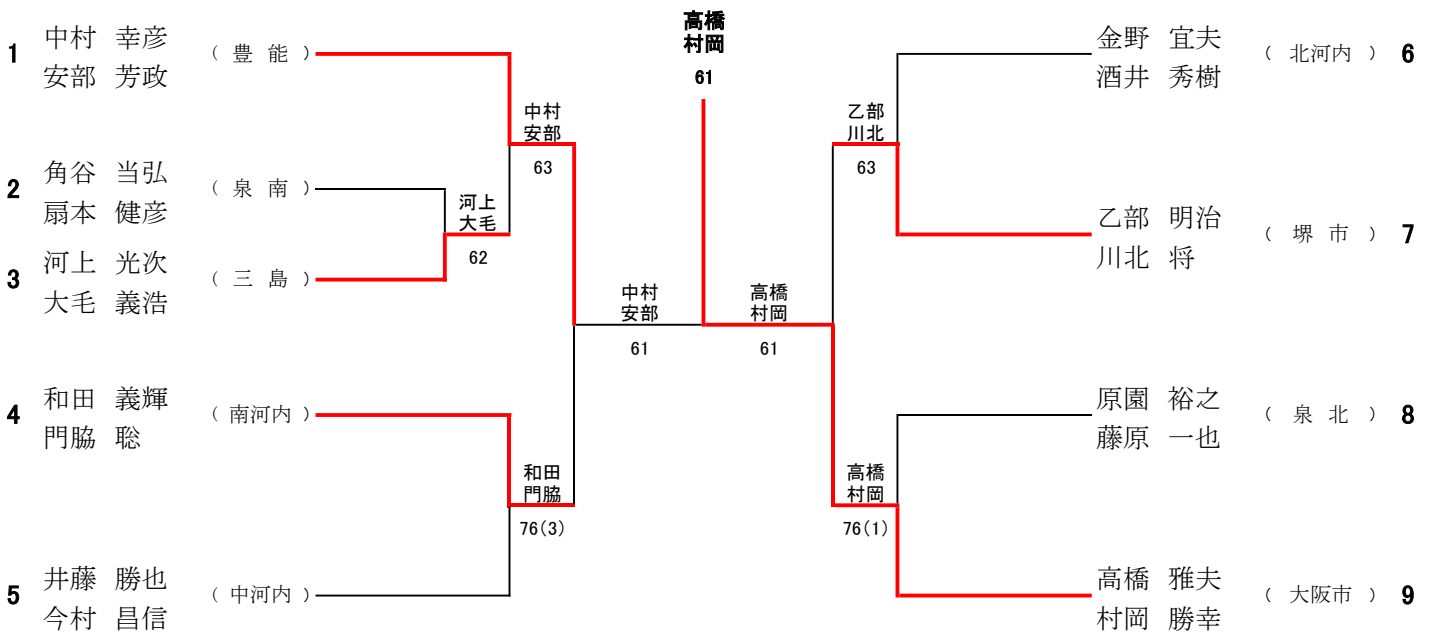 高橋
村岡
61
1 中村 幸彦 ( 豊 能 )
安部 芳政
中村
安部
63
2 角谷 当弘 ( 泉 南 )
扇本 健彦
河上
大毛
62
3 河上 光次 ( 三 島 )
大毛 義浩
中村
安部
61
4 和田 義輝 ( 南河内 )
門脇 聡
和田
門脇
76(3)
5 井藤 勝也 ( 中河内 )
今村 昌信
金野 宜夫 ( 北河内 ) 6
酒井 秀樹
乙部
川北
63
乙部 明治 ( 堺 市 ) 7
川北 将
高橋
村岡
61
原園 裕之 ( 泉 北 ) 8
藤原 一也
高橋
村岡
76(1)
高橋 雅夫 ( 大阪市 ) 9
村岡 勝幸